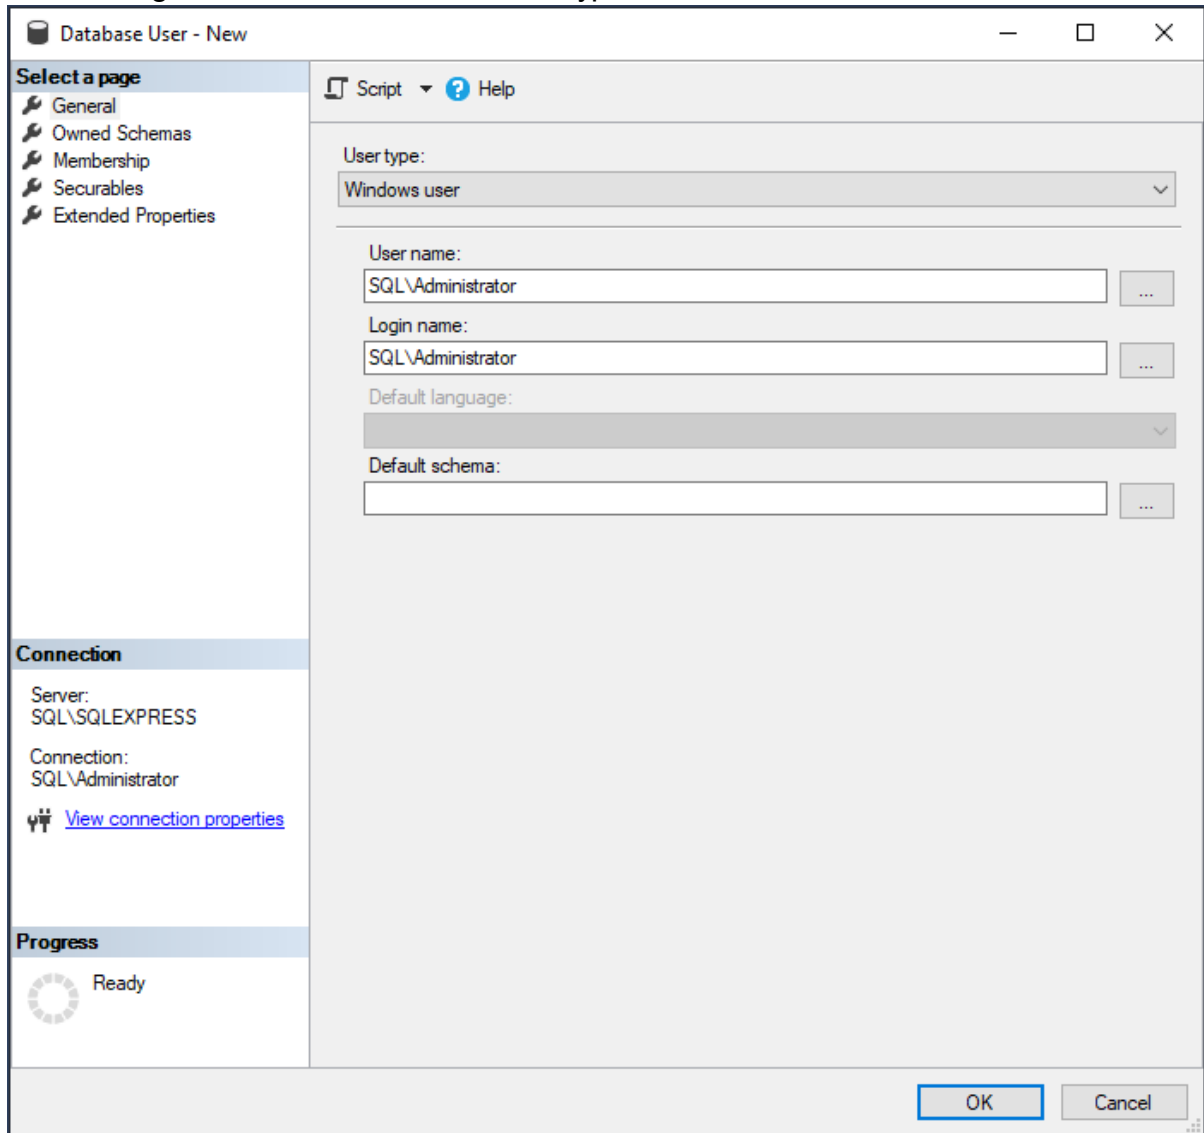 Database User - New
Select a page
General
Owned Schemas
Membership
Securables
Extended Properties
Script
Help
User type:
Windows user
User name:
SQL\Administrator
...
Login name:
SQL\Administrator
...
Default language:
Default schema:
...
Connection
Server:
SQL\SQLEXPRESS
Connection:
SQL\Administrator
View connection properties
Progress
Ready
OK
Cancel